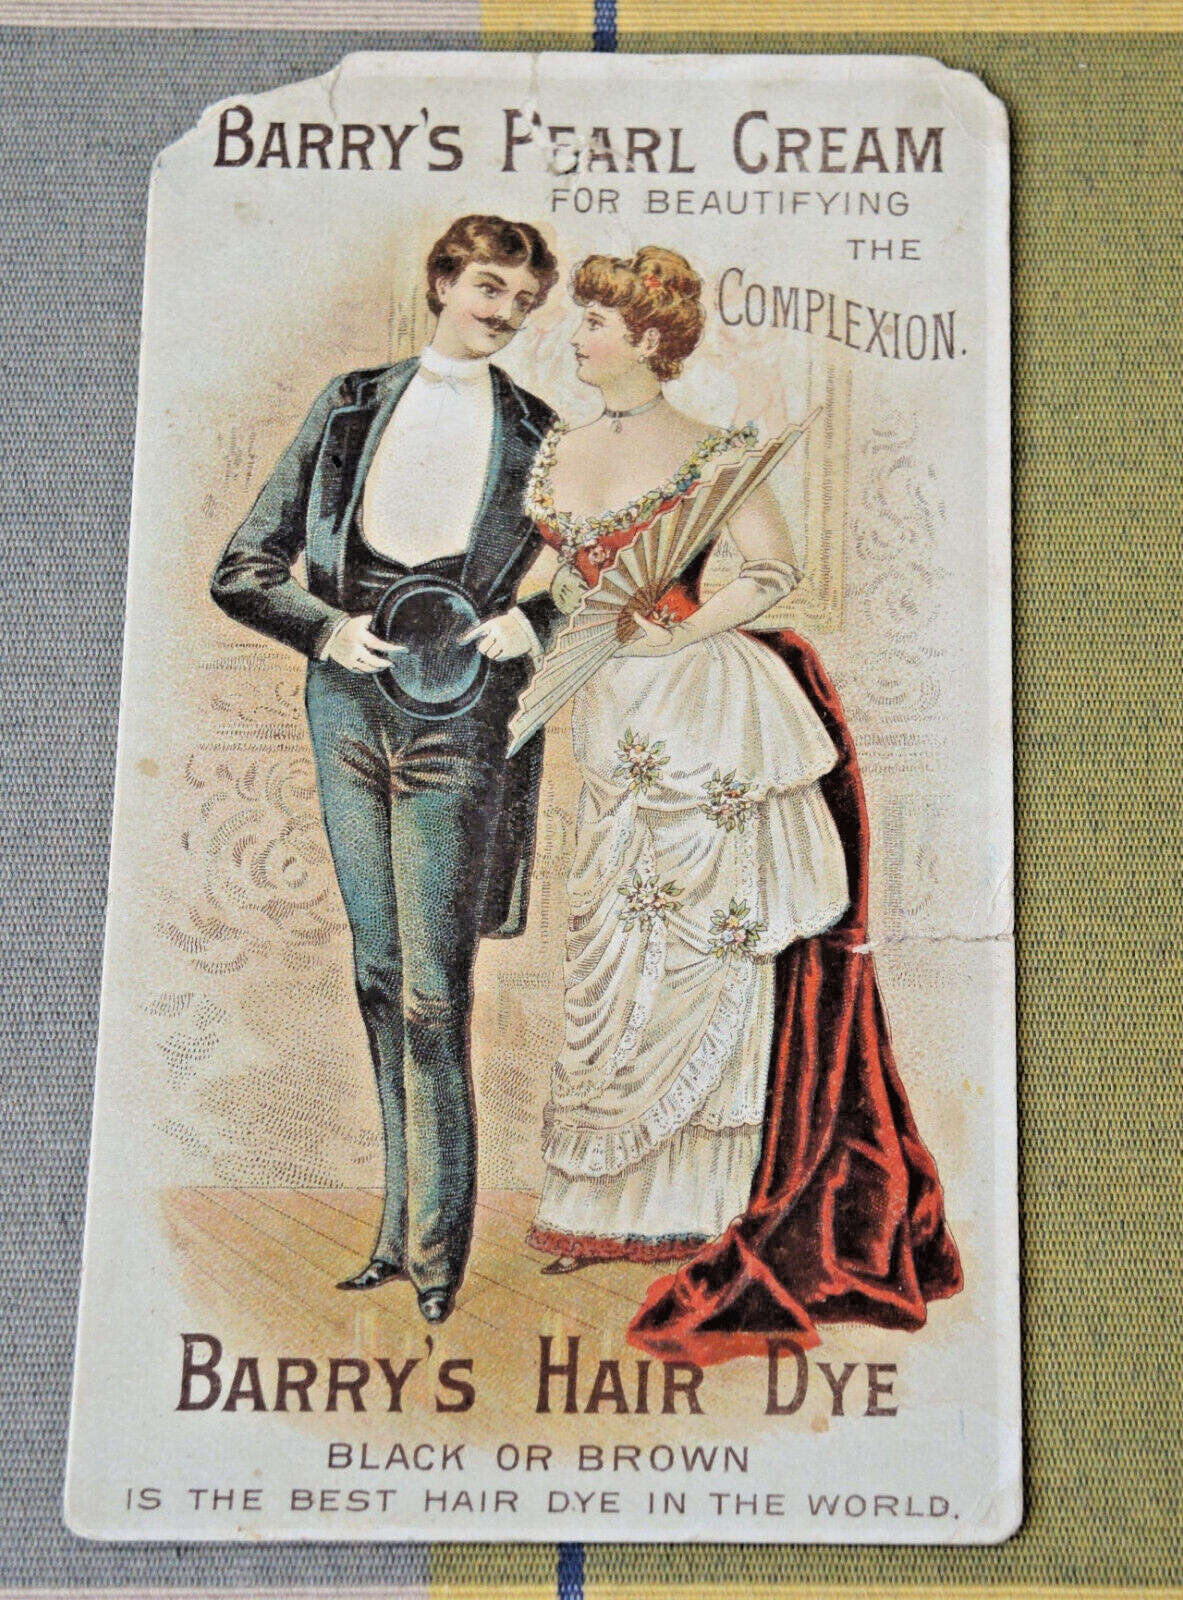 BARRY'S PEARL CREAM
FOR BEAUTIFYING
THE
COMPLEXION.
BARRY'S HAIR DYE
BLACK OR BROWN
IS THE BEST HAIR DYE IN THE WORLD.